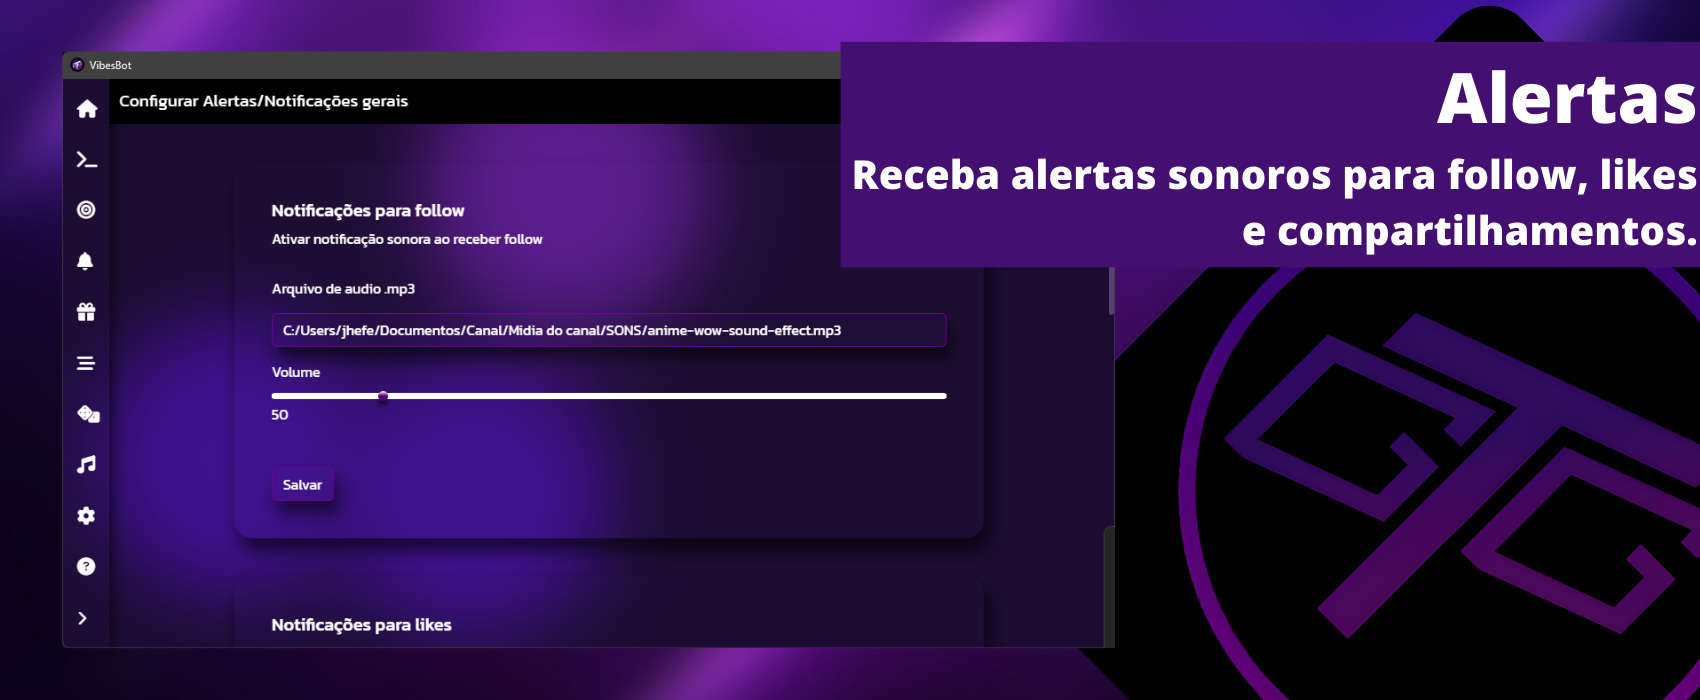 VibesBot
Configurar Alertas/Notificações gerais
Alertas
Receba alertas sonoros para follow, likes
e compartilhamentos.
Notificações para follow
Ativar notificação sonora ao receber follow
Arquivo de audio .mp3
C:/Users/jhefe/Documentos/Canal/Midia do canal/SONS/anime-wow-sound-effect.mp3
Volume
50
Salvar
Notificações para likes